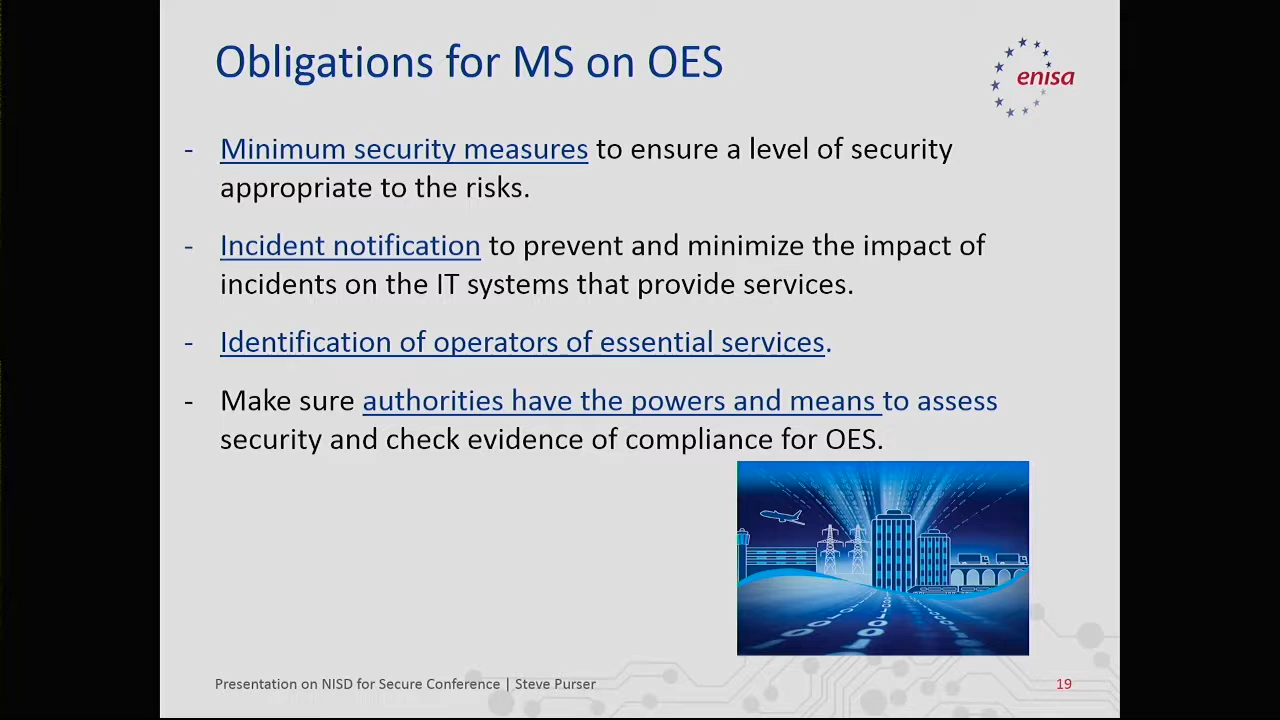 Obligations for MS on OES
enisa
- Minimum security measures to ensure a level of security
appropriate to the risks.
- Incident notification to prevent and minimize the impact of
incidents on the IT systems that provide services.
- Identification of operators of essential services.
- Make sure authorities have the powers and means to assess
security and check evidence of compliance for OES.
Presentation on NISD for Secure Conference | Steve Purser
19